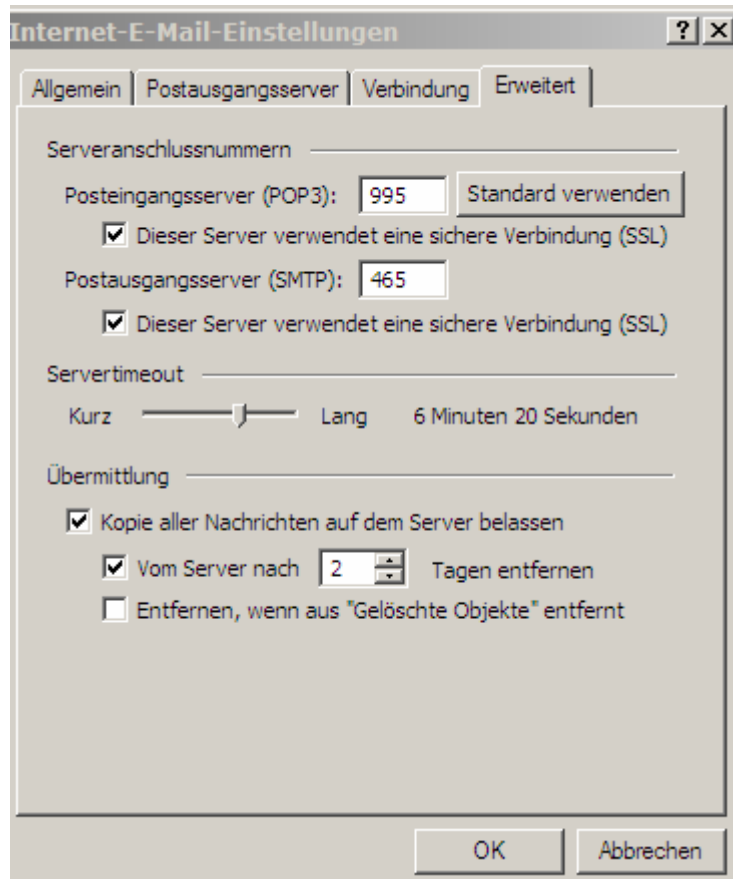 Internet-E-Mail-Einstellungen
Allgemein Postausgangsserver Verbindung Erweitert
Serveranschlussnummern
Posteingangsserver (POP3): 995 Standard verwenden
Dieser Server verwendet eine sichere Verbindung (SSL)
Postausgangsserver (SMTP): 465
Dieser Server verwendet eine sichere Verbindung (SSL)
Servertimeout
Kurz Lang 6 Minuten 20 Sekunden
Übermittlung
Kopie aller Nachrichten auf dem Server belassen
Vom Server nach 2 Tagen entfernen
Entfernen, wenn aus "Gelöschte Objekte" entfernt
OK Abbrechen